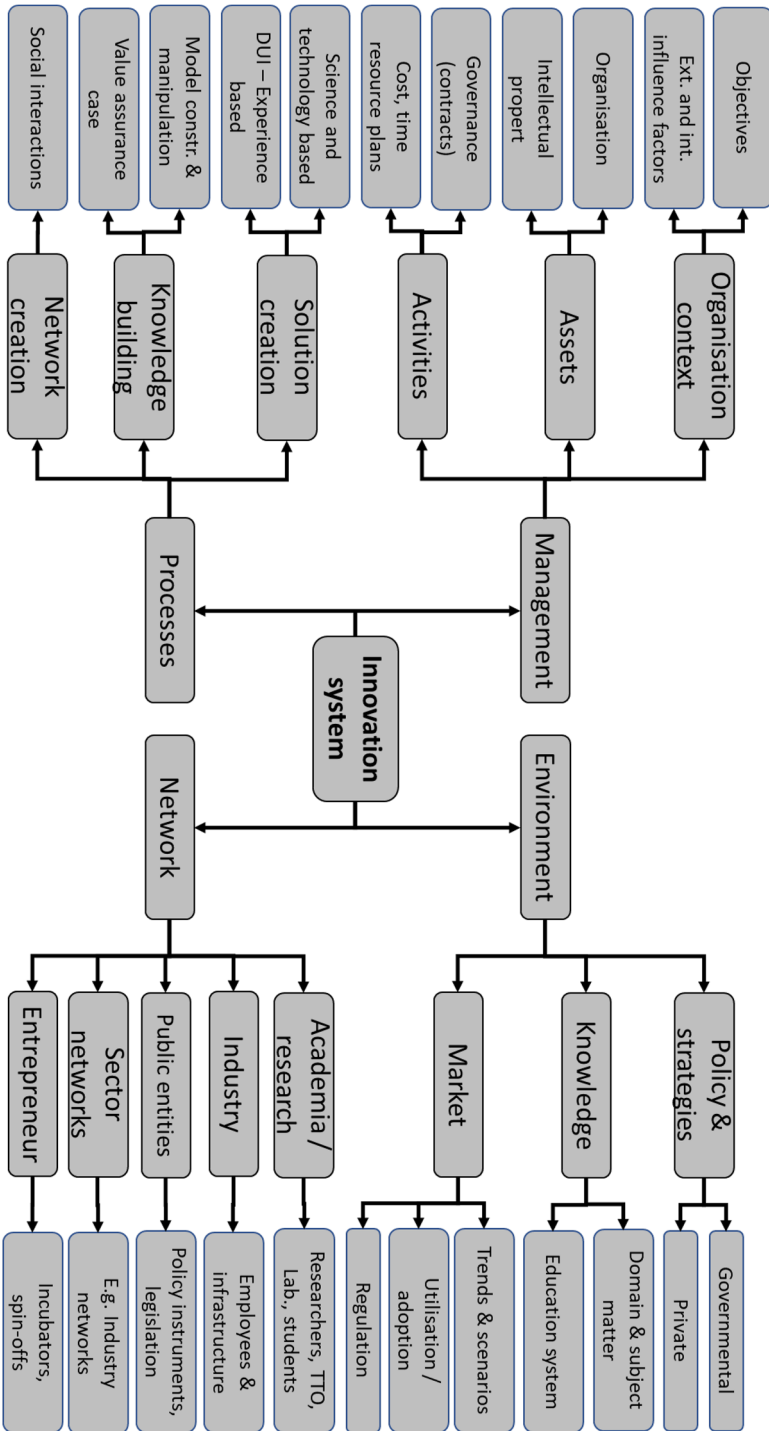 Objectives
Ext. and int.
influence factors
Organisation
Intellectual
propert
Governance
(contracts)
Cost, time
resource plans
Science and
technology based
DUI – Experience
based
Model constr. &
manipulation
Value assurance
case
Social interactions
Organisation
context
Assets
Activities
Solution
creation
Knowledge
building
Network
creation
Management
Processes
Innovation
system
Environment
Network
Policy &
strategies
Knowledge
Market
Academia /
research
Industry
Public entities
Sector
networks
Entrepreneur
Governmental
Private
Domain & subject
matter
Education system
Trends & scenarios
Utilisation /
adoption
Regulation
Researchers, TTO,
Lab., students
Employees &
infrastructure
Policy instruments,
legislation
E.g. Industry
networks
Incubators,
spin-offs